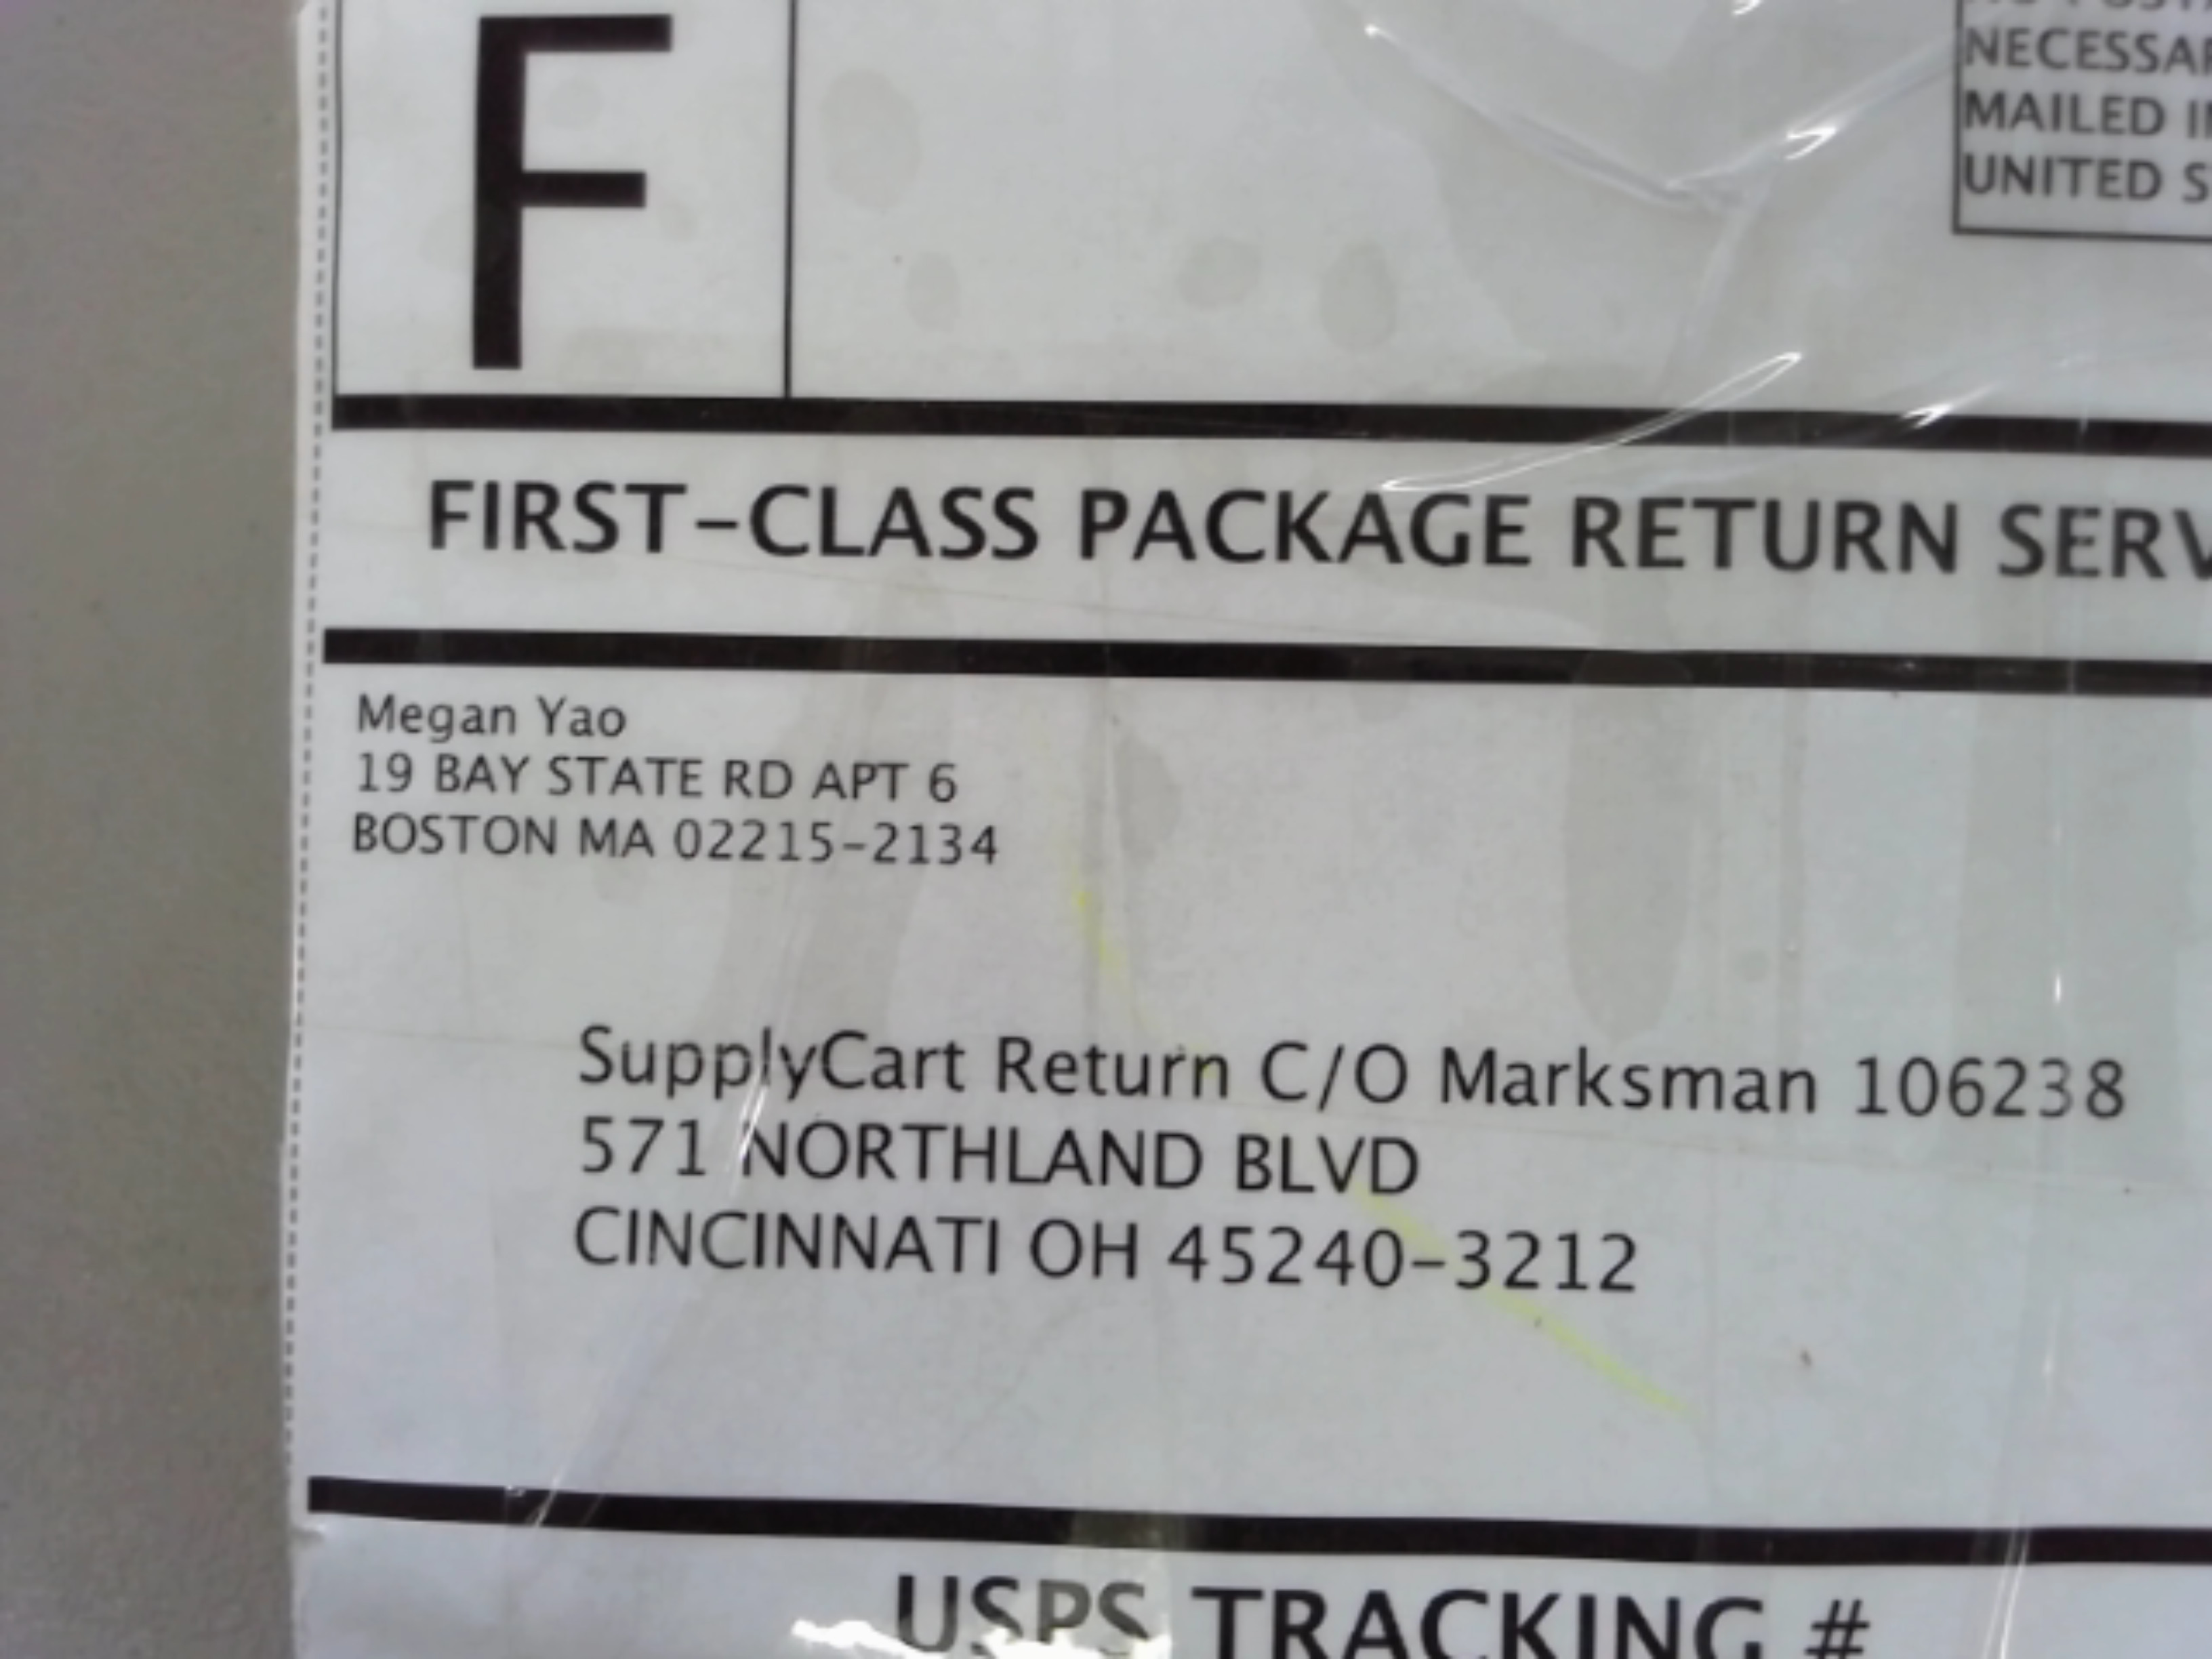 F
NECESSAR
MAILED I
UNITED S
FIRST-CLASS PACKAGE RETURN SERV
Megan Yao
19 BAY STATE RD APT 6
BOSTON MA 02215-2134
SupplyCart Return C/O Marksman 106238
571 NORTHLAND BLVD
CINCINNATI OH 45240-3212
USPS TRACKING #